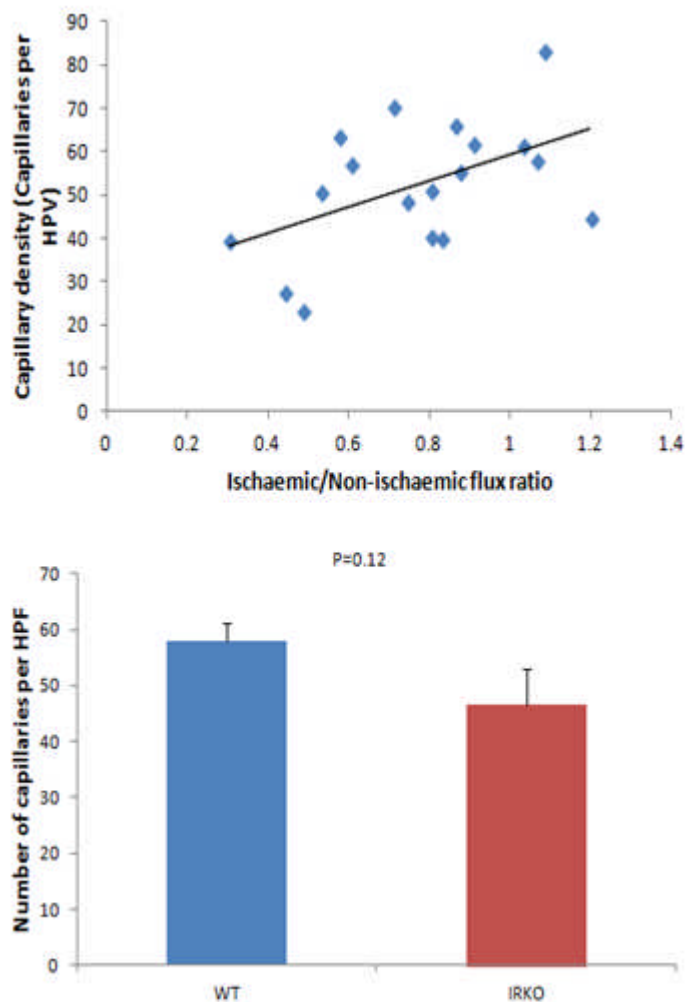 Capillary density (Capillaries per
HPV)
90
80
70
60
50
40
30
20
10
0
0 0.2 0.4 0.6 0.8 1 1.2 1.4
Ischaemic/Non-ischaemic flux ratio
P=0.12
Number of capillaries per HPF
70
60
50
40
30
20
10
0
WT IRKO